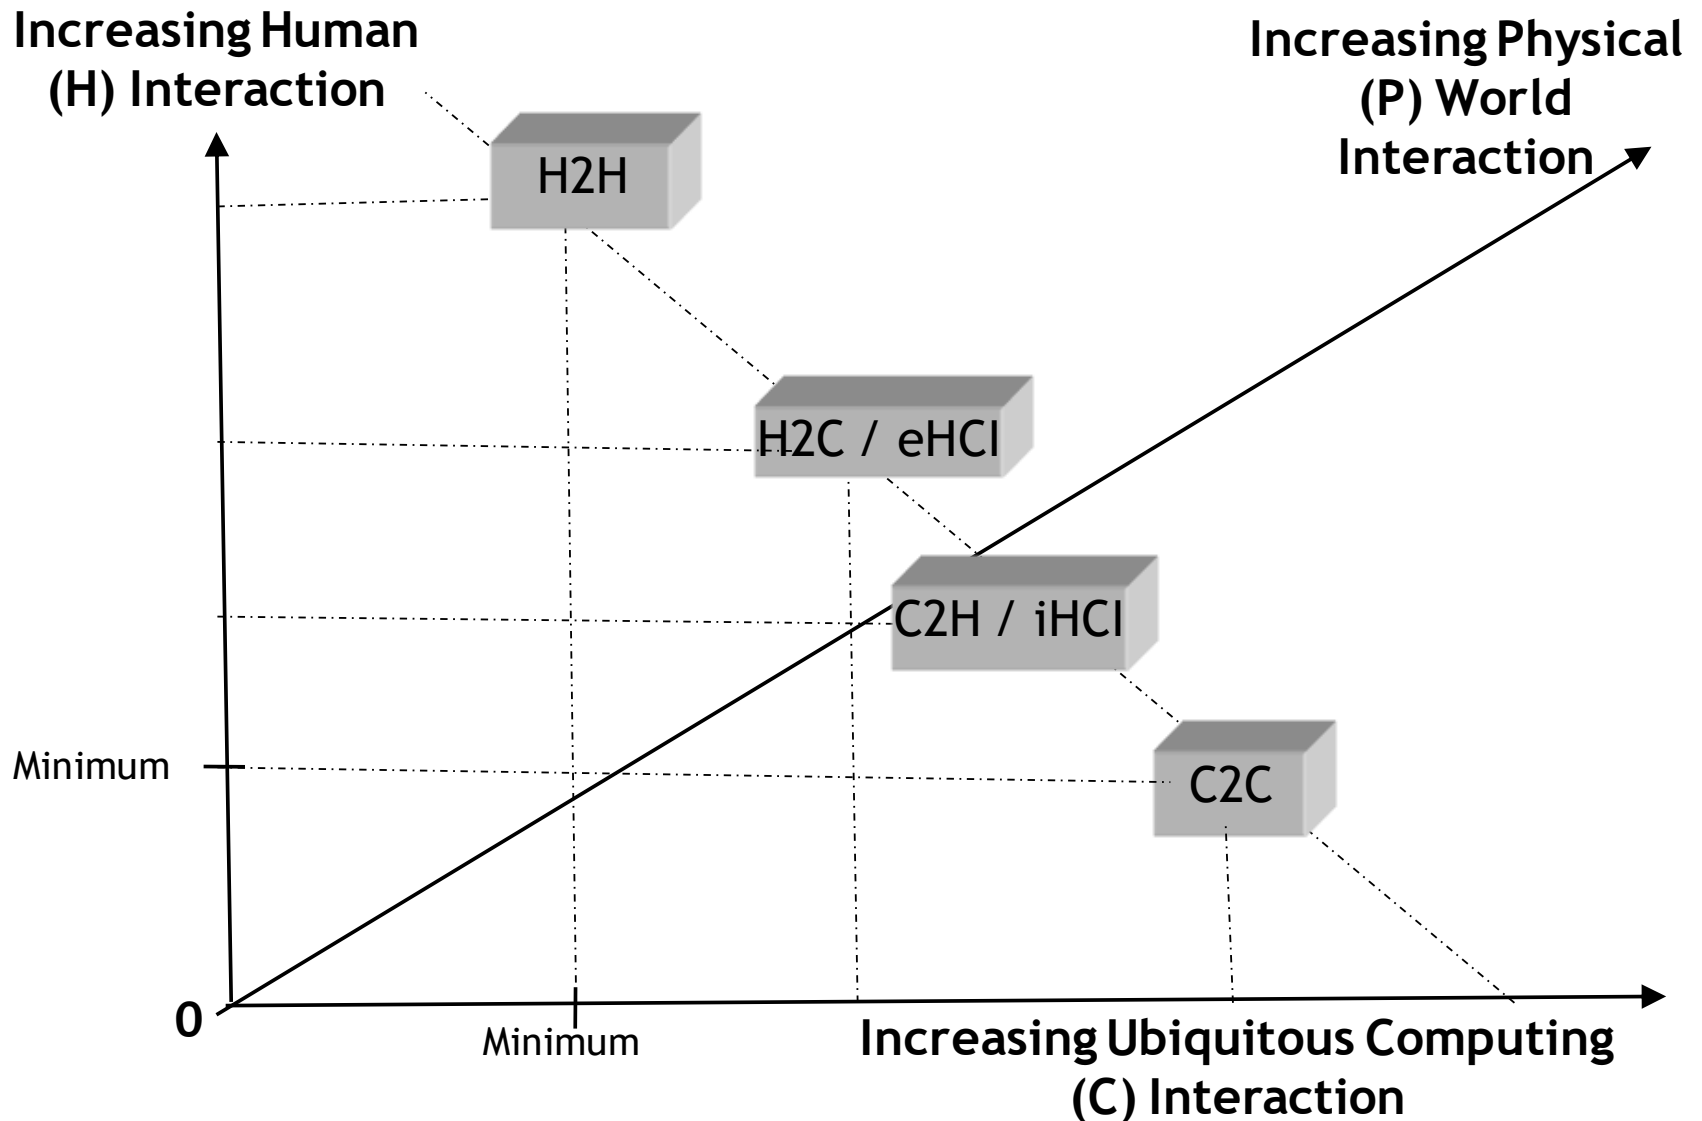 Increasing Human
(H) Interaction
Increasing Physical
(P) World
Interaction
H2H
H2C / eHCI
C2H / iHCI
Minimum
C2C
0
Minimum
Increasing Ubiquitous Computing
(C) Interaction